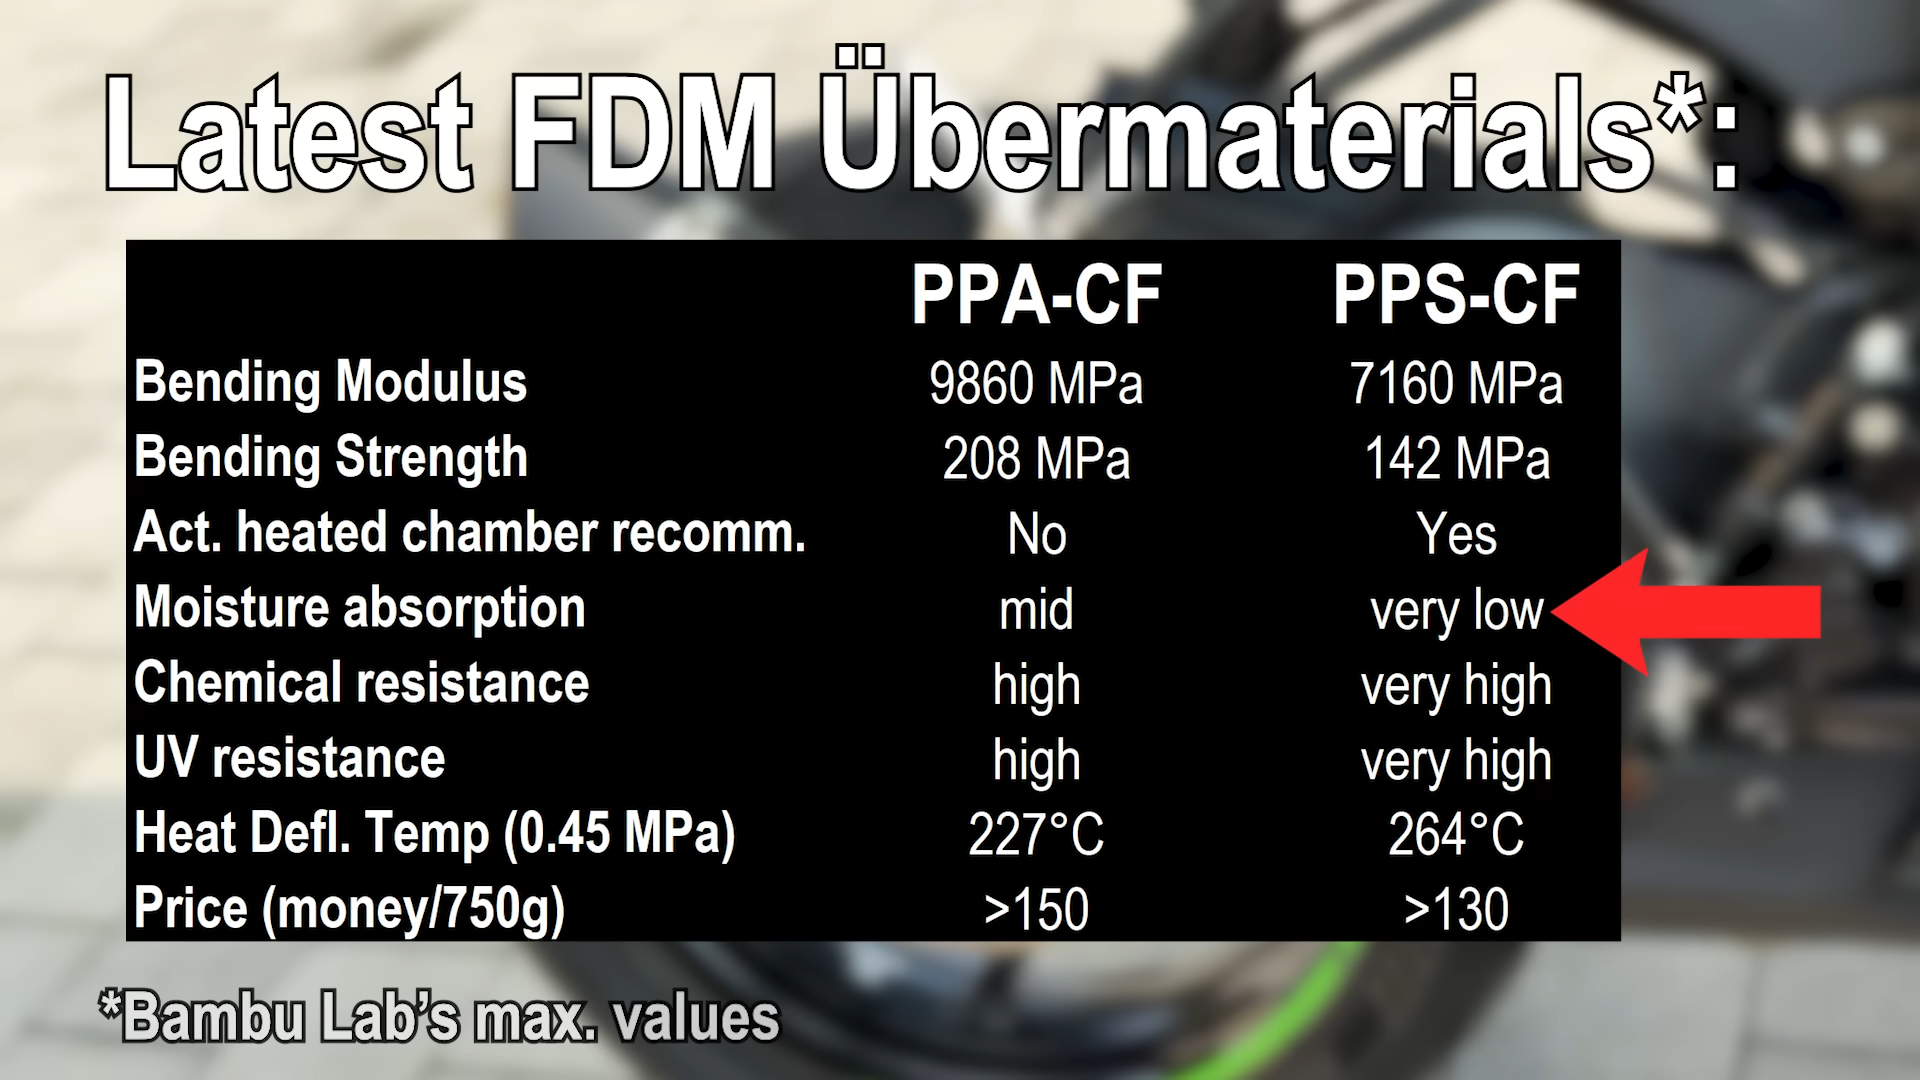 Latest FDM Übermaterials*:
PPA-CF PPS-CF
Bending Modulus 9860 MPa 7160 MPa
Bending Strength 208 MPa 142 MPa
Act. heated chamber recomm. No Yes
Moisture absorption mid very low
Chemical resistance high very high
UV resistance high very high
Heat Defl. Temp (0.45 MPa) 227°C 264°C
Price (money/750g) >150 >130
*Bambu Lab’s max. values